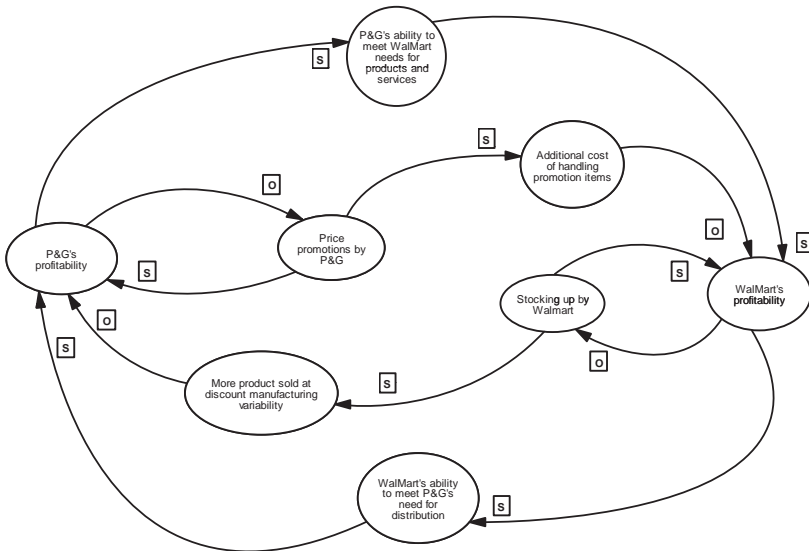 P&G's ability to
meet WalMart
needs for
products and
services
S
S
Additional cost
of handling
promotion items
O
O
P&G's
profitability
Price
promotions by
P&G
S
S
S
WalMart's
profitability
Stocking up by
Walmart
O
S
O
More product sold at
discount manufacturing
variability
S
WalMart's ability
to meet P&G's
need for
distribution
S